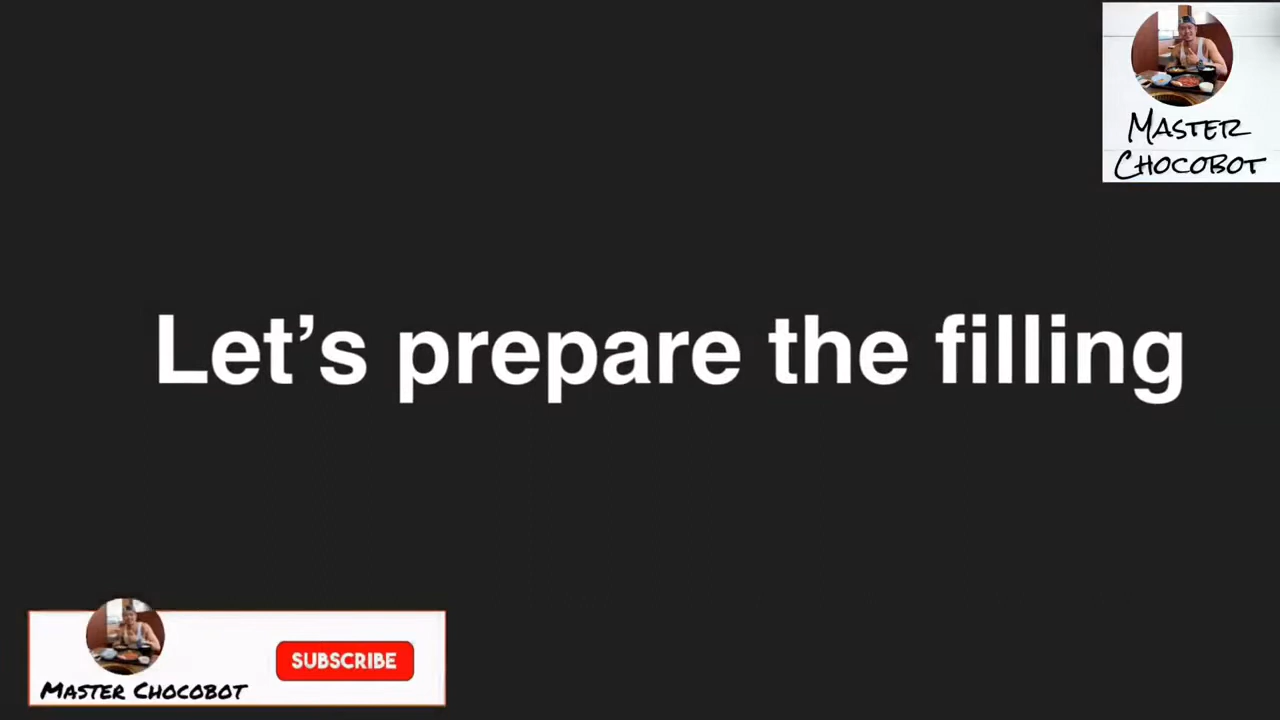 MASTER
CHOCOBOT
Let’s prepare the filling
SUBSCRIBE
MASTER CHOCOBOT